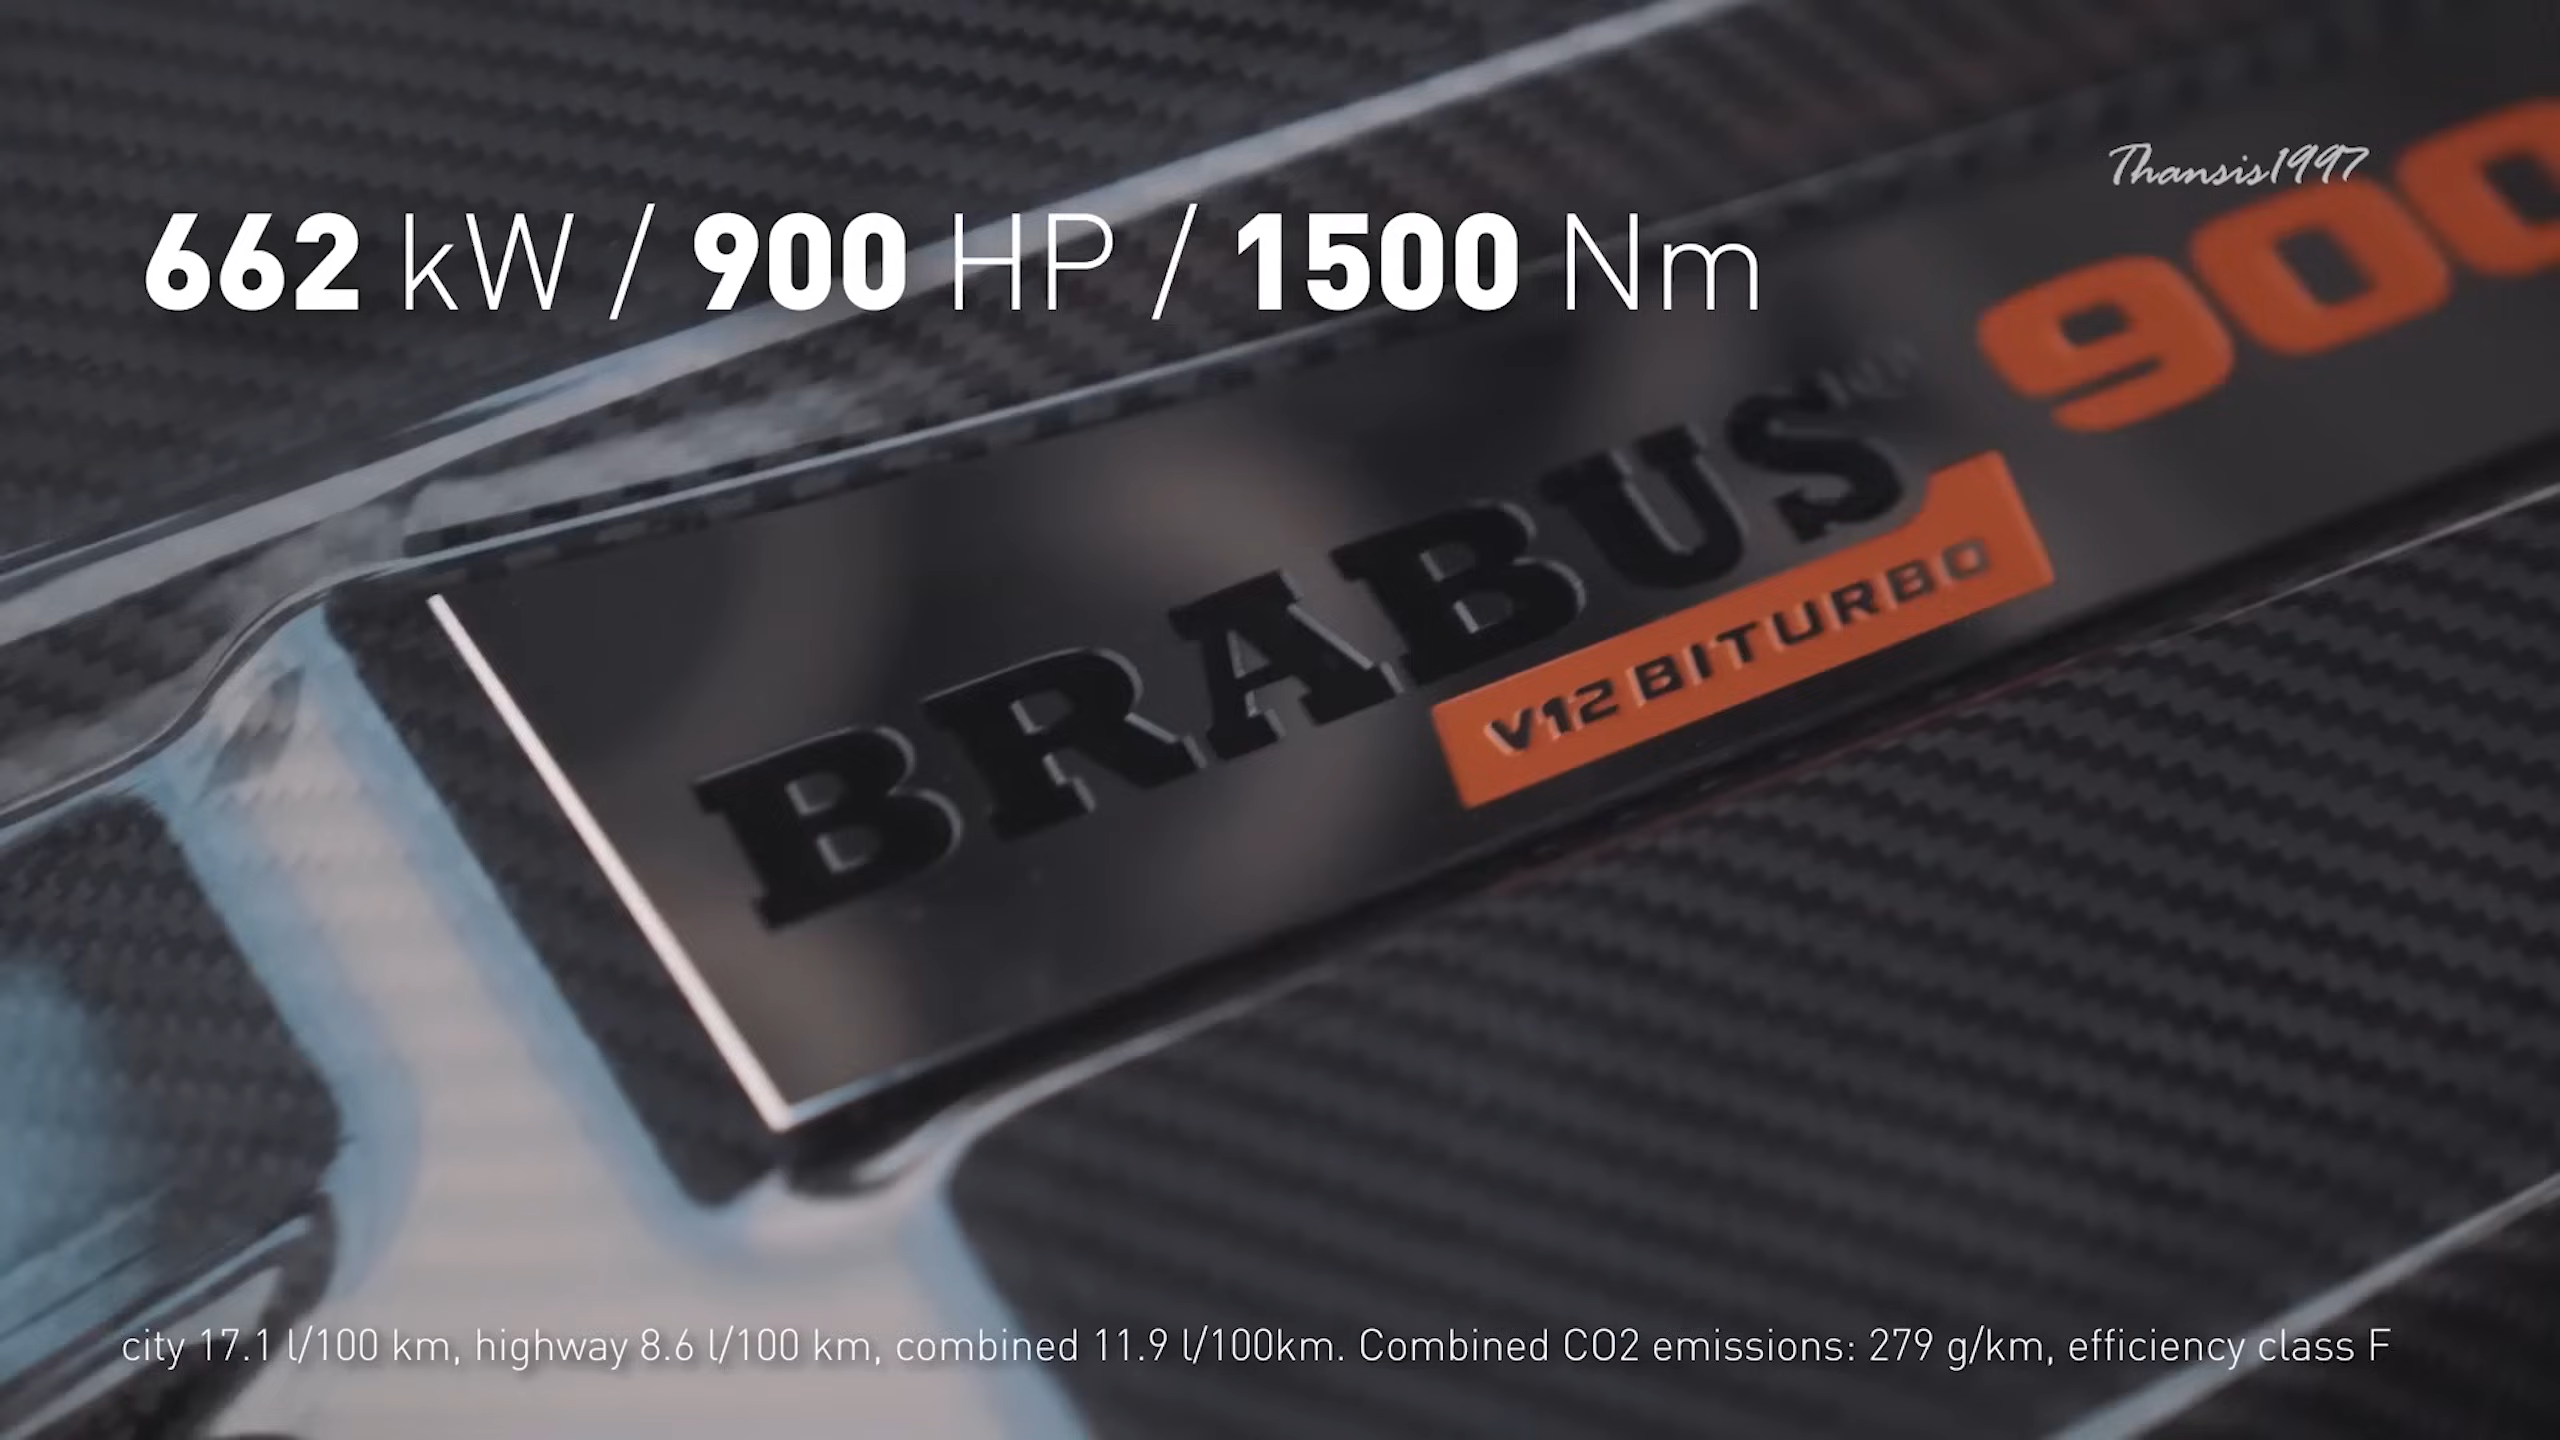 Thansis1997
662 kW / 900 HP / 1500 Nm
900
BRABUS
V12 BITURBO
city 17.1 l/100 km, highway 8.6 l/100 km, combined 11.9 l/100km. Combined CO2 emissions: 279 g/km, efficiency class F